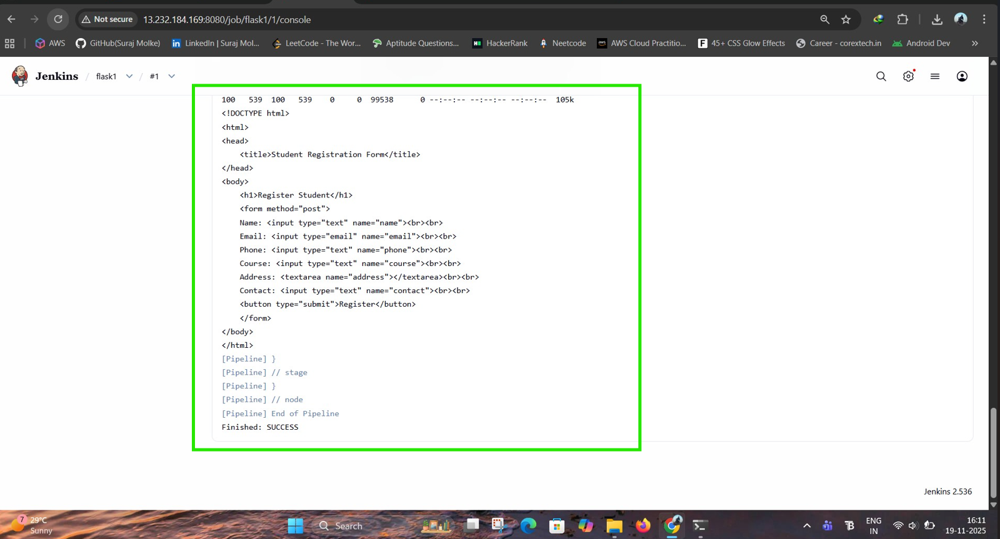 Not secure 13.232.184.169:8080/job/flask1/1/console
AWS GitHub(Suraj Molke) LinkedIn | Suraj Mol... LeetCode - The Wor... Aptitude Questions... HackerRank Neetcode AWS Cloud Practitio... 45+ CSS Glow Effects Career - corextech.in Android Dev »
Jenkins / flask1 / #1
100 539 100 539 0 0 99538 0 --:--:-- --:--:-- --:--:-- 105k
<!DOCTYPE html>
<html>
<head>
    <title>Student Registration Form</title>
</head>
<body>
    <h1>Register Student</h1>
    <form method="post">
    Name: <input type="text" name="name"><br><br>
    Email: <input type="email" name="email"><br><br>
    Phone: <input type="text" name="phone"><br><br>
    Course: <input type="text" name="course"><br><br>
    Address: <textarea name="address"></textarea><br><br>
    Contact: <input type="text" name="contact"><br><br>
    <button type="submit">Register</button>
    </form>
</body>
</html>
[Pipeline] }
[Pipeline] // stage
[Pipeline] }
[Pipeline] // node
[Pipeline] End of Pipeline
Finished: SUCCESS
Jenkins 2.536
7 29°C
Sunny
Search
ENG
IN
16:11
19-11-2025